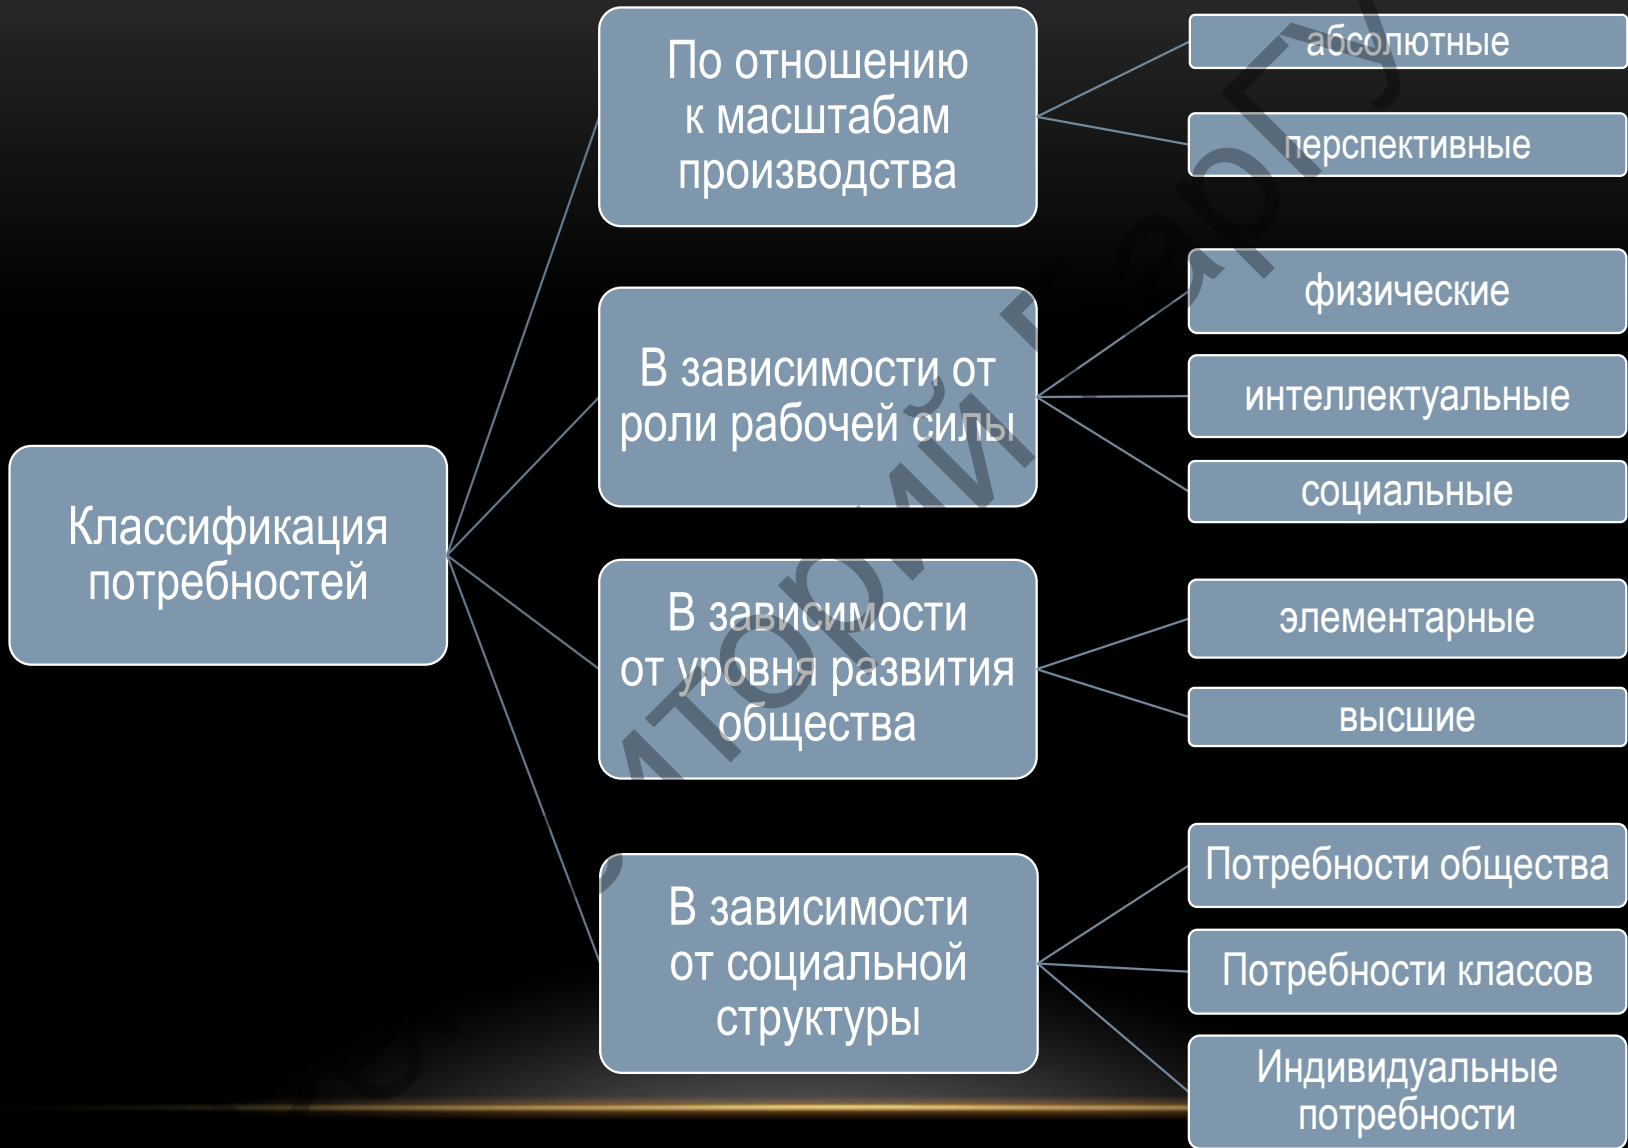 Классификация
потребностей
По отношению
к масштабам
производства
абсолютные
перспективные
В зависимости от
роли рабочей силы
физические
интеллектуальные
социальные
В зависимости
от уровня развития
общества
элементарные
высшие
В зависимости
от социальной
структуры
Потребности общества
Потребности классов
Индивидуальные
потребности